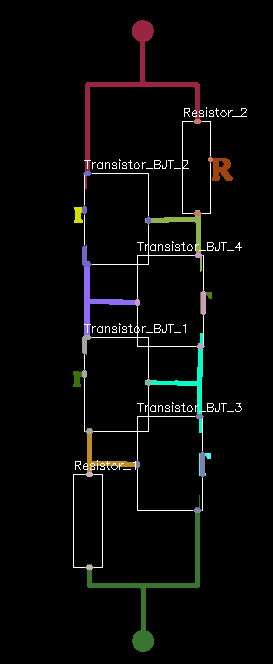 Resistor_2
R
Transistor_BJT_2
r
Transistor_BJT_4
r
Transistor_BJT_1
r
Transistor_BJT_3
r
Resistor_1